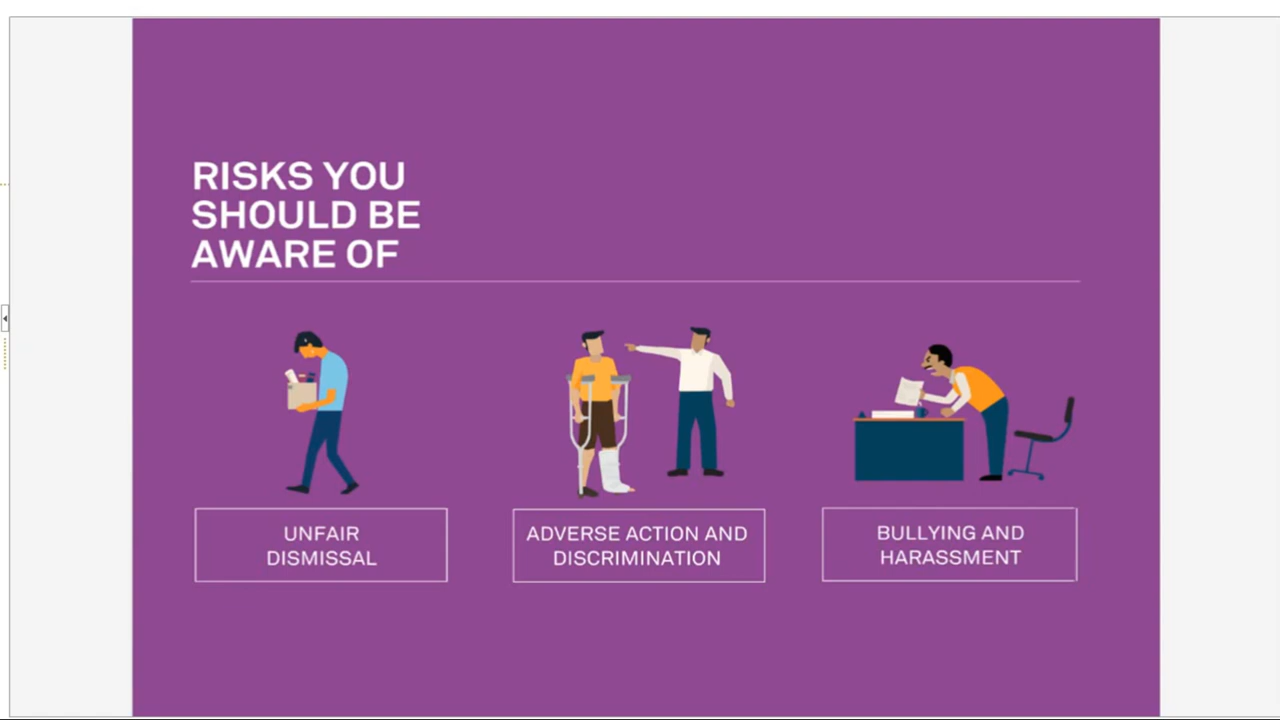 RISKS YOU
SHOULD BE
AWARE OF
UNFAIR
DISMISSAL
ADVERSE ACTION AND
DISCRIMINATION
BULLYING AND
HARASSMENT